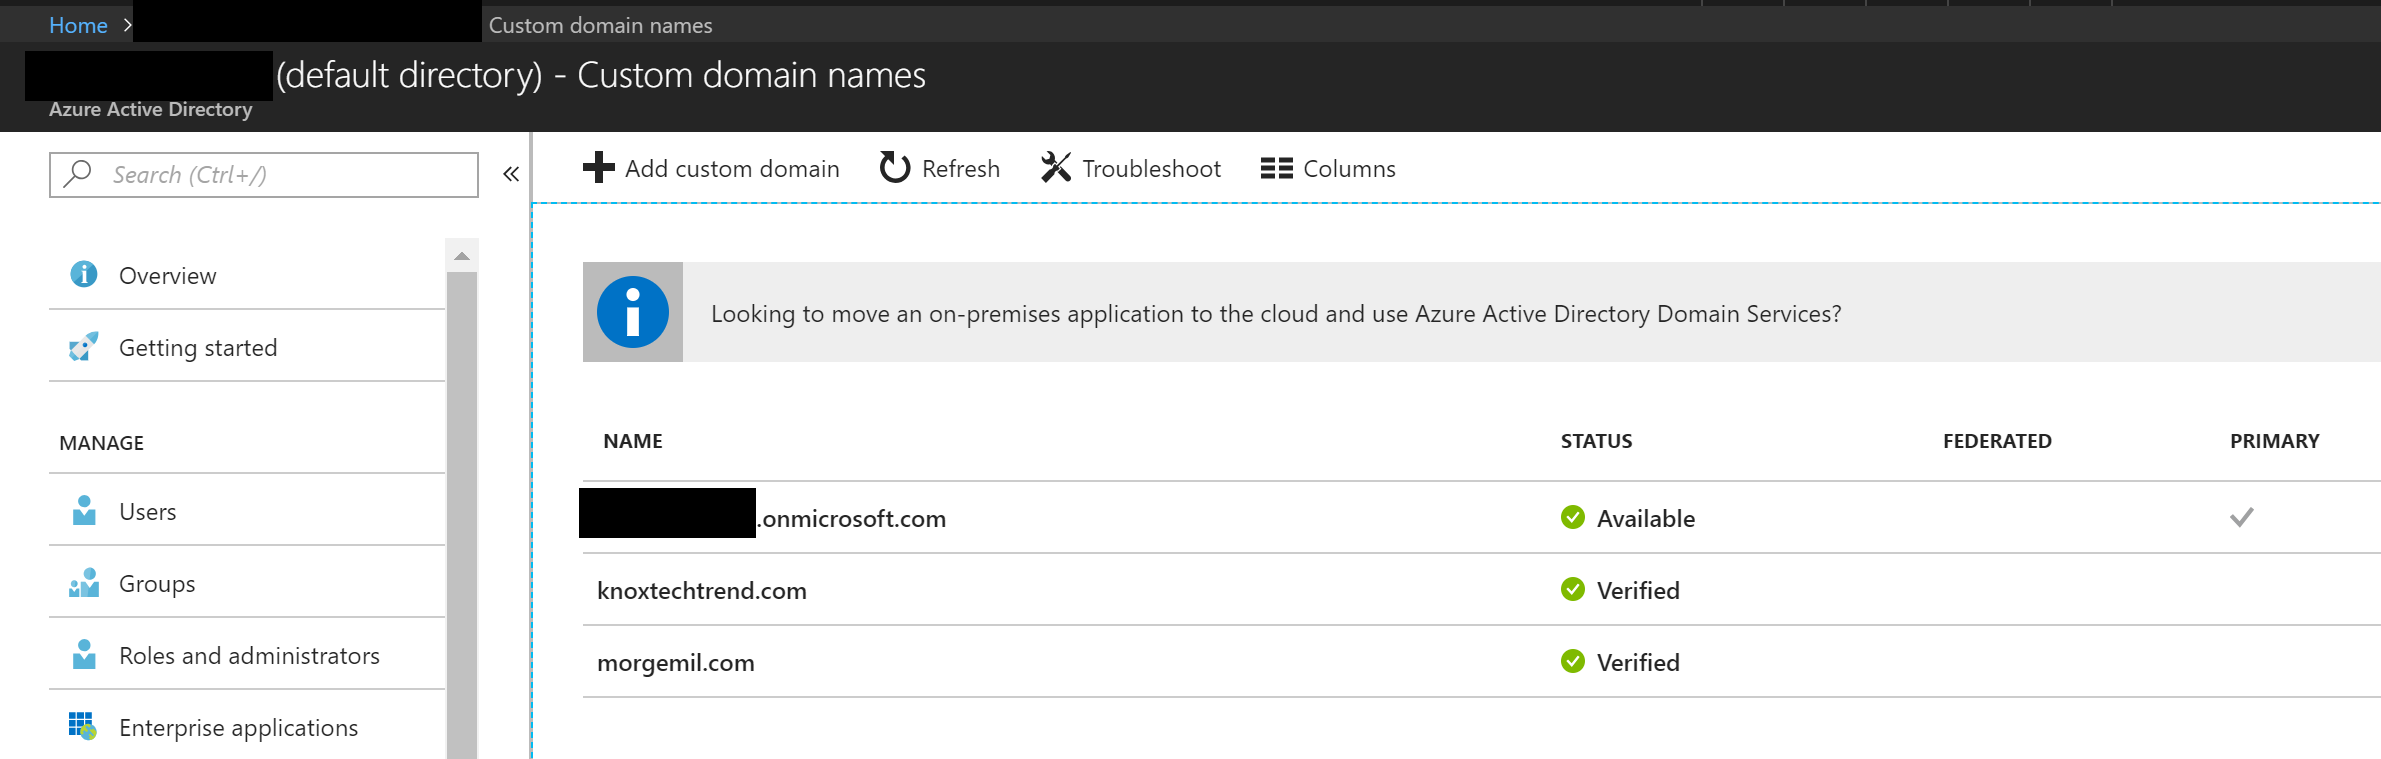 Home > Custom domain names
(default directory) - Custom domain names
Azure Active Directory
Search (Ctrl+/)
«
Add custom domain Refresh Troubleshoot Columns
Overview
Getting started
MANAGE
Users
Groups
Roles and administrators
Enterprise applications
Looking to move an on-premises application to the cloud and use Azure Active Directory Domain Services?
NAME STATUS FEDERATED PRIMARY
.onmicrosoft.com Available
knoxtechtrend.com Verified
morgemil.com Verified